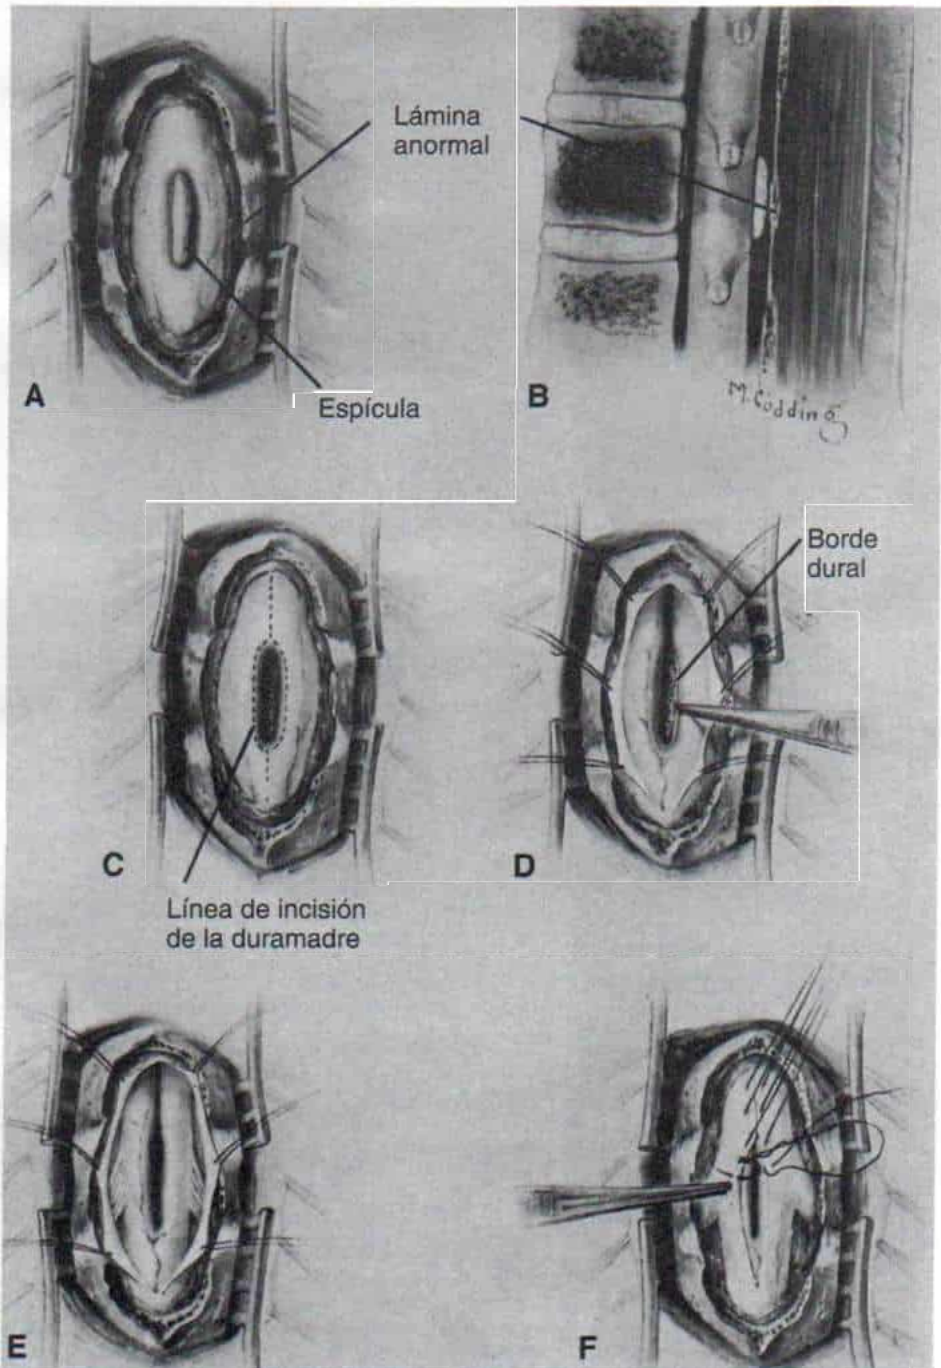 Lámina
anormal
A
Espícula
B
M. Codding
Borde
dural
C
D
Línea de incisión
de la duramadre
E
F